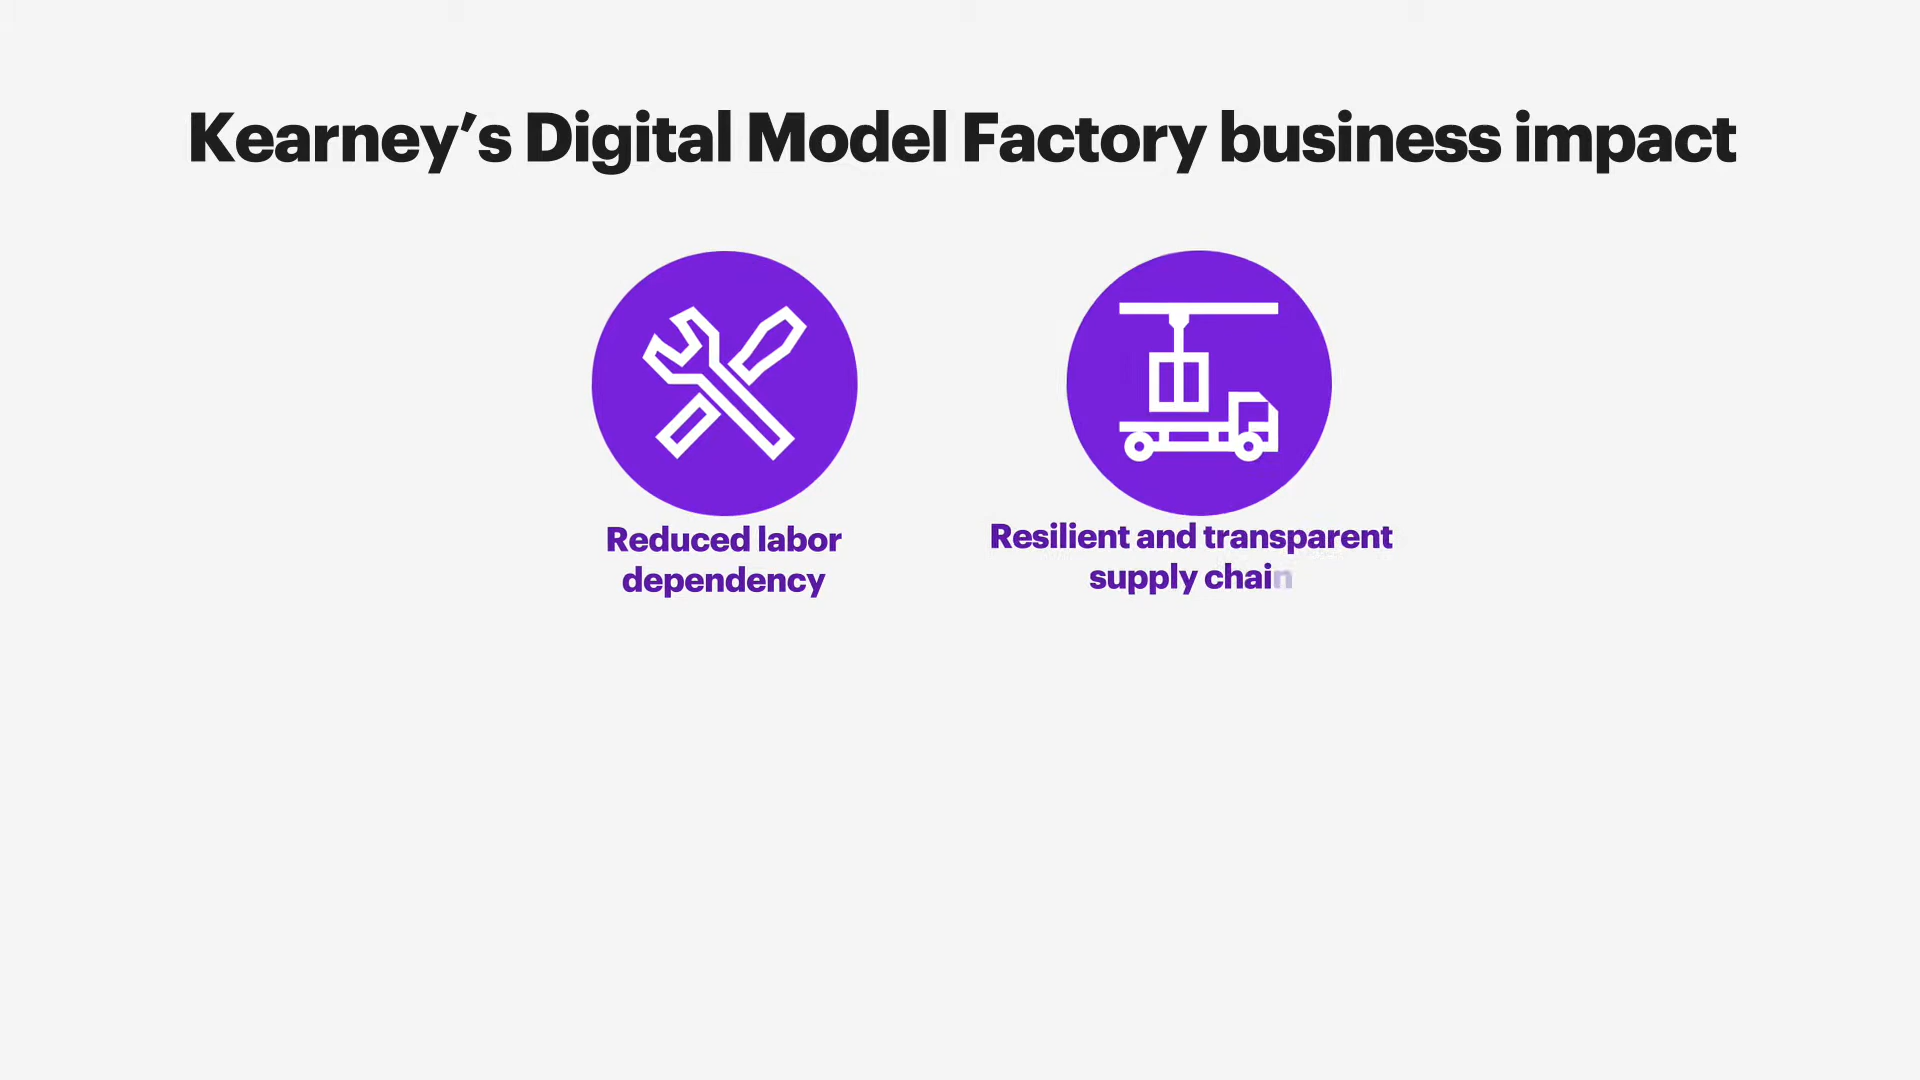 Kearney’s Digital Model Factory business impact
Reduced labor
dependency
Resilient and transparent
supply chain